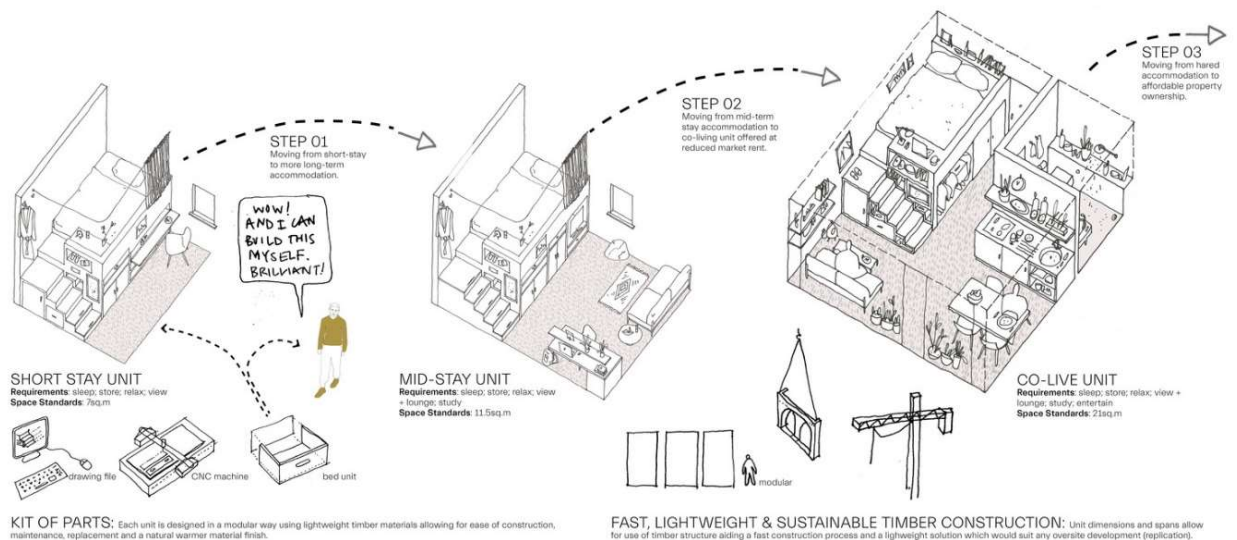 STEP 01
Moving from short-stay
to more long-term
accommodation.
WOW!
AND I CAN
BUILD THIS
MYSELF.
BRILLIANT!
STEP 02
Moving from mid-term
stay accommodation to
co-living unit offered at
reduced market rent.
STEP 03
Moving from hared
accommodation to
affordable property
ownership.
SHORT STAY UNIT
Requirements: sleep; store; relax; view
Space Standards: 7sq.m
MID-STAY UNIT
Requirements: sleep; store; relax; view
+ lounge; study
Space Standards: 11.5sq.m
CO-LIVE UNIT
Requirements: sleep; store; relax; view +
lounge; study; entertain
Space Standards: 21sq.m
drawing file
CNC machine
bed unit
modular
KIT OF PARTS: Each unit is designed in a modular way using lightweight timber materials allowing for ease of construction,
maintenance, replacement and a natural warmer material finish.
FAST, LIGHTWEIGHT & SUSTAINABLE TIMBER CONSTRUCTION: Unit dimensions and spans allow
for use of timber structure aiding a fast construction process and a lighweight solution which would suit any oversite development (replication).